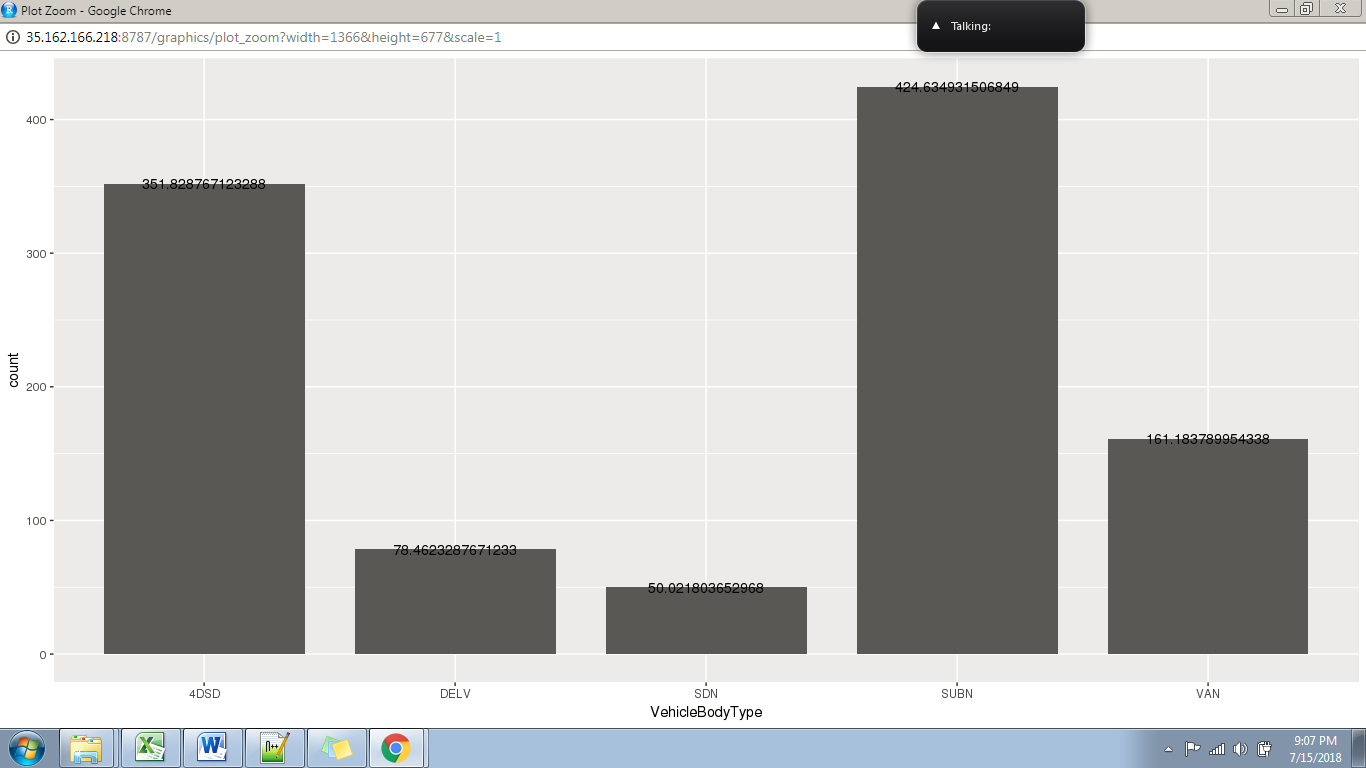 Plot Zoom - Google Chrome
Talking:
35.162.166.218:8787/graphics/plot_zoom?width=1366&height=677&scale=1
424.634931506849
400
351.828767123288
300
count
200
161.183789954338
100
78.4623287671233
50.021803652968
0
4DSD DELV SDN SUBN VAN
VehicleBodyType
9:07 PM
7/15/2018